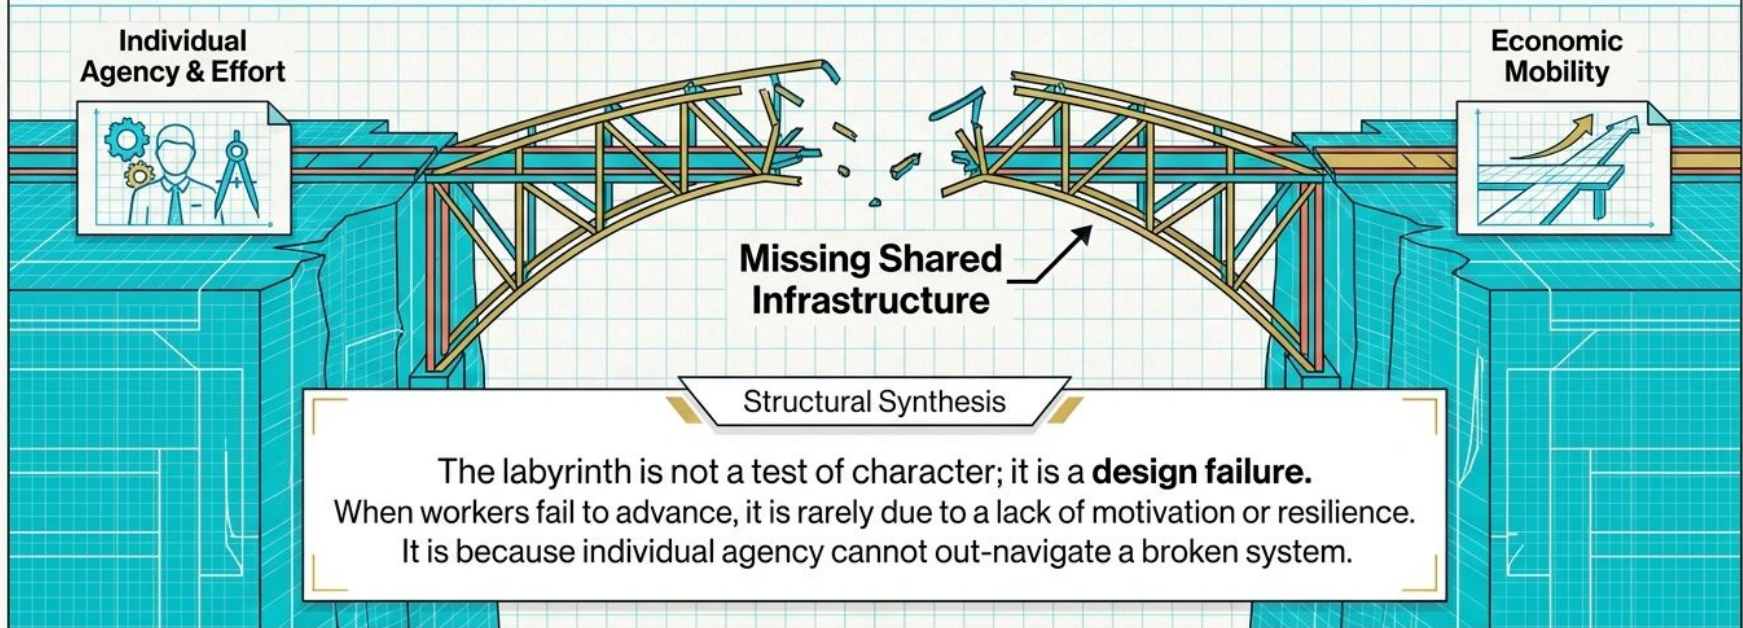 Individual
Agency & Effort
Economic
Mobility
Missing Shared
Infrastructure
Structural Synthesis
The labyrinth is not a test of character; it is a design failure.
When workers fail to advance, it is rarely due to a lack of motivation or resilience.
It is because individual agency cannot out-navigate a broken system.